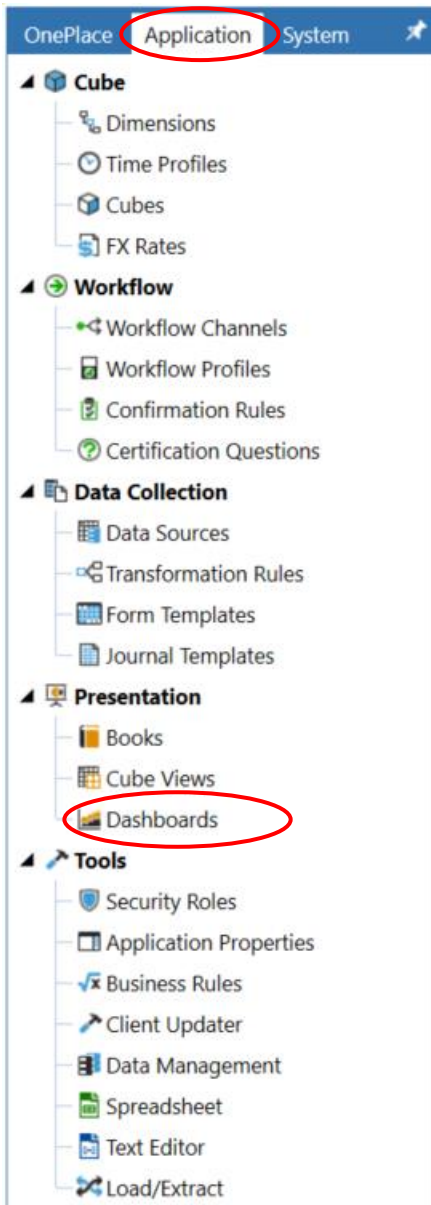 OnePlace Application System
Cube
Dimensions
Time Profiles
Cubes
FX Rates
Workflow
Workflow Channels
Workflow Profiles
Confirmation Rules
Certification Questions
Data Collection
Data Sources
Transformation Rules
Form Templates
Journal Templates
Presentation
Books
Cube Views
Dashboards
Tools
Security Roles
Application Properties
Business Rules
Client Updater
Data Management
Spreadsheet
Text Editor
Load/Extract